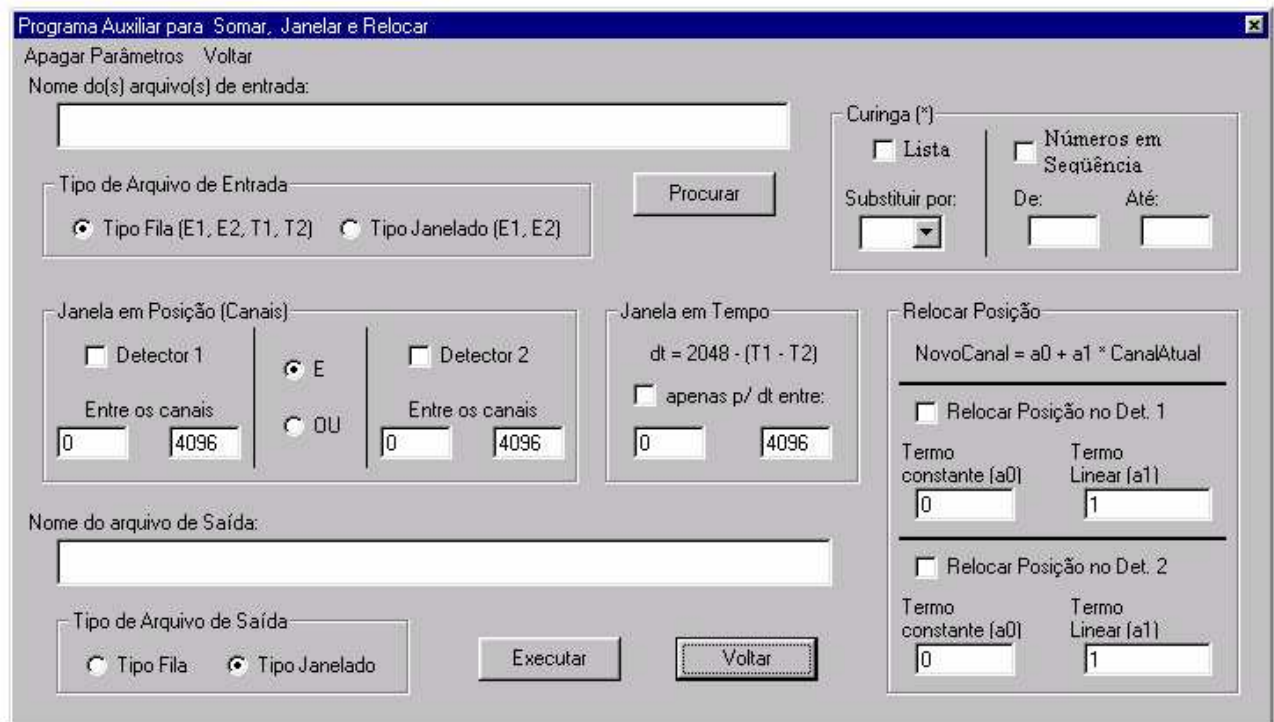 Programa Auxiliar para Somar, Janelar e Relocar
Apagar Parâmetros Voltar
Nome do(s) arquivo(s) de entrada:
Curinga (*)
Lista
Números em
Seqüência
Substituir por:
De:
Até:
Tipo de Arquivo de Entrada
Tipo Fila (E1, E2, T1, T2)
Tipo Janelado (E1, E2)
Procurar
Janela em Posição (Canais)
Detector 1
Entre os canais
0
4096
E
OU
Detector 2
Entre os canais
0
4096
Janela em Tempo
dt = 2048 - (T1 - T2)
apenas p/ dt entre:
0
4096
Relocar Posição
NovoCanal = a0 + a1 * CanalAtual
Relocar Posição no Det. 1
Termo
constante (a0)
0
Termo
Linear (a1)
1
Relocar Posição no Det. 2
Termo
constante (a0)
0
Termo
Linear (a1)
1
Nome do arquivo de Saída:
Tipo de Arquivo de Saída
Tipo Fila
Tipo Janelado
Executar
Voltar